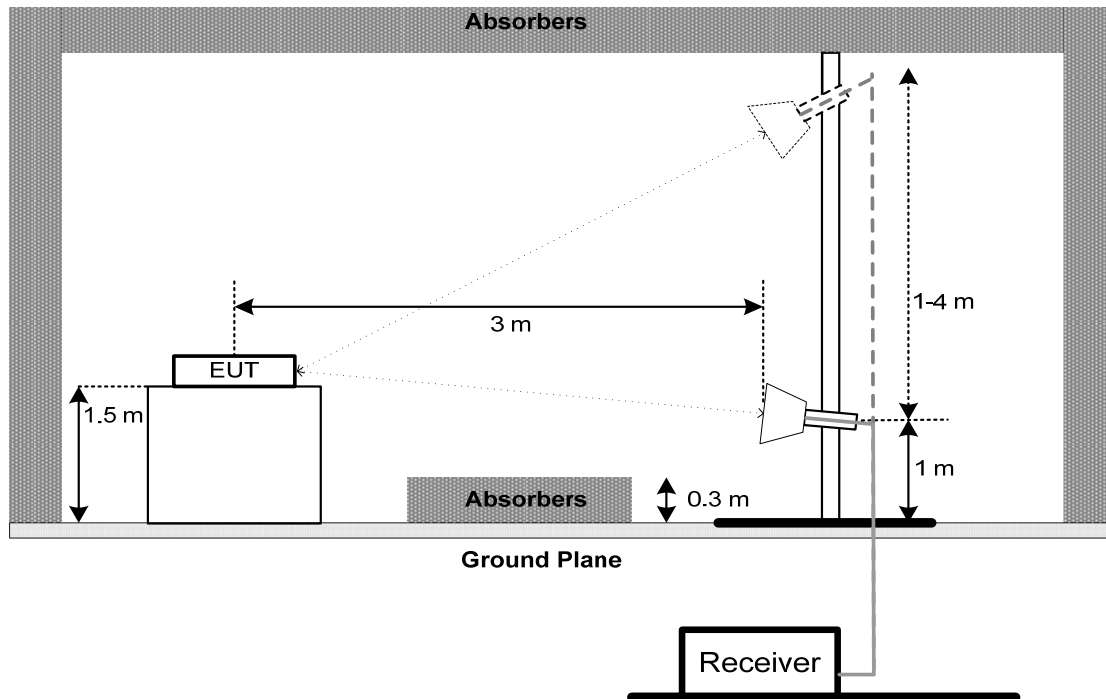 Absorbers
1-4 m
3 m
EUT
1.5 m
1 m
Absorbers
0.3 m
Ground Plane
Receiver